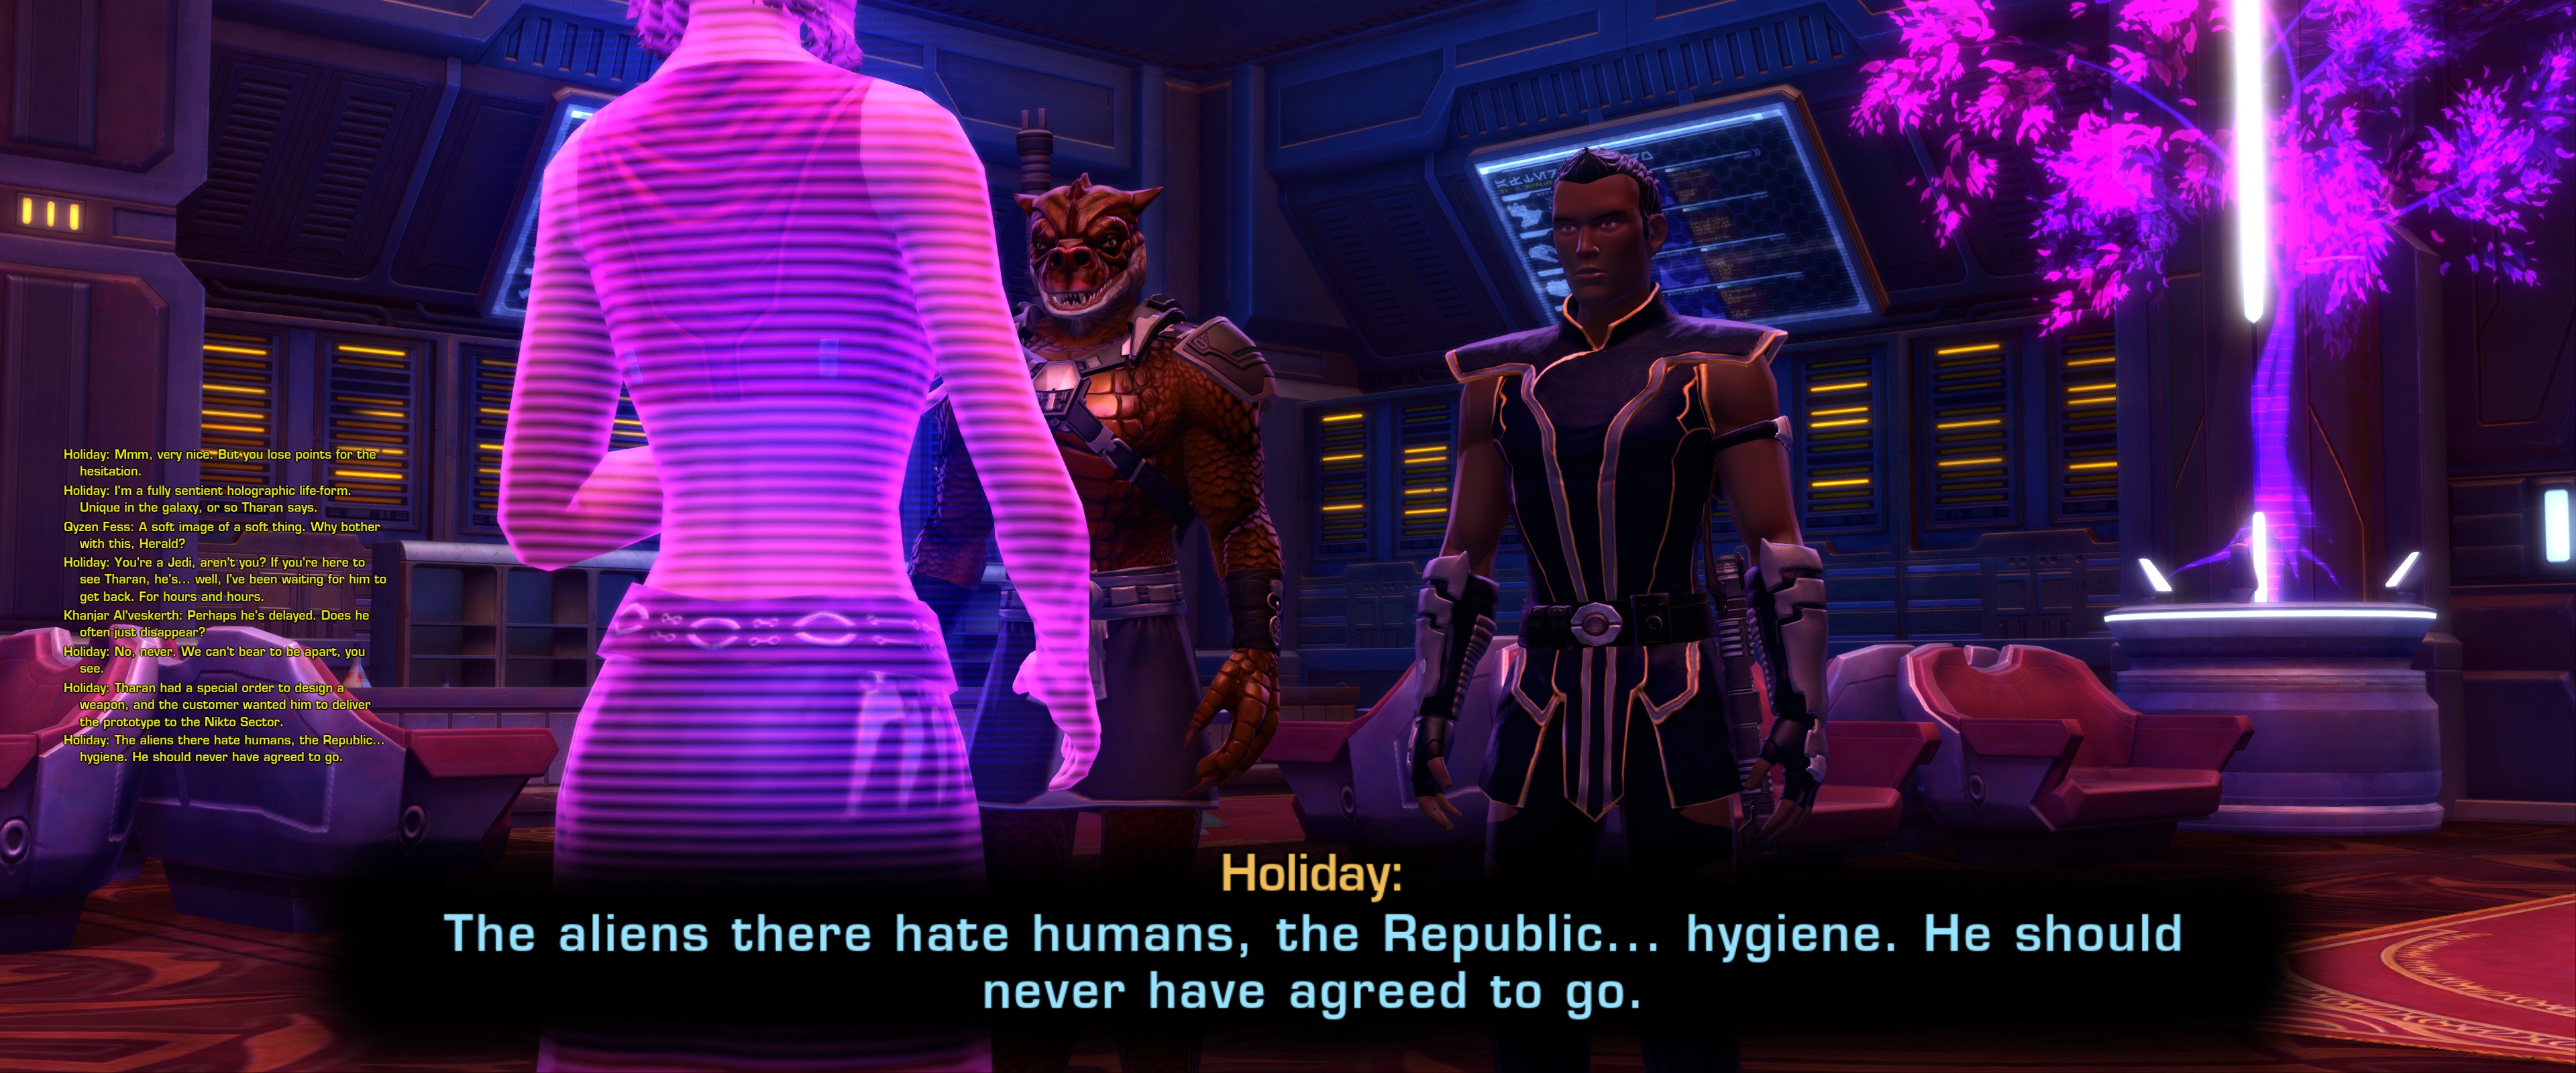 Holiday: Mmm, very nice. But you lose points for the
hesitation.
Holiday: I'm a fully sentient holographic life-form.
Unique in the galaxy, or so Tharan says.
Qyzen Fess: A soft image of a soft thing. Why bother
with this, Herald?
Holiday: You're a Jedi, aren't you? If you're here to
see Tharan, he's... well, I've been waiting for him to
get back. For hours and hours.
Khanjar Al'veskerth: Perhaps he's delayed. Does he
often just disappear?
Holiday: No, never. We can't bear to be apart, you
see.
Holiday: Tharan had a special order to design a
weapon, and the customer wanted him to deliver
the prototype to the Nikto Sector.
Holiday: The aliens there hate humans, the Republic...
hygiene. He should never have agreed to go.
Holiday:
The aliens there hate humans, the Republic... hygiene. He should
never have agreed to go.